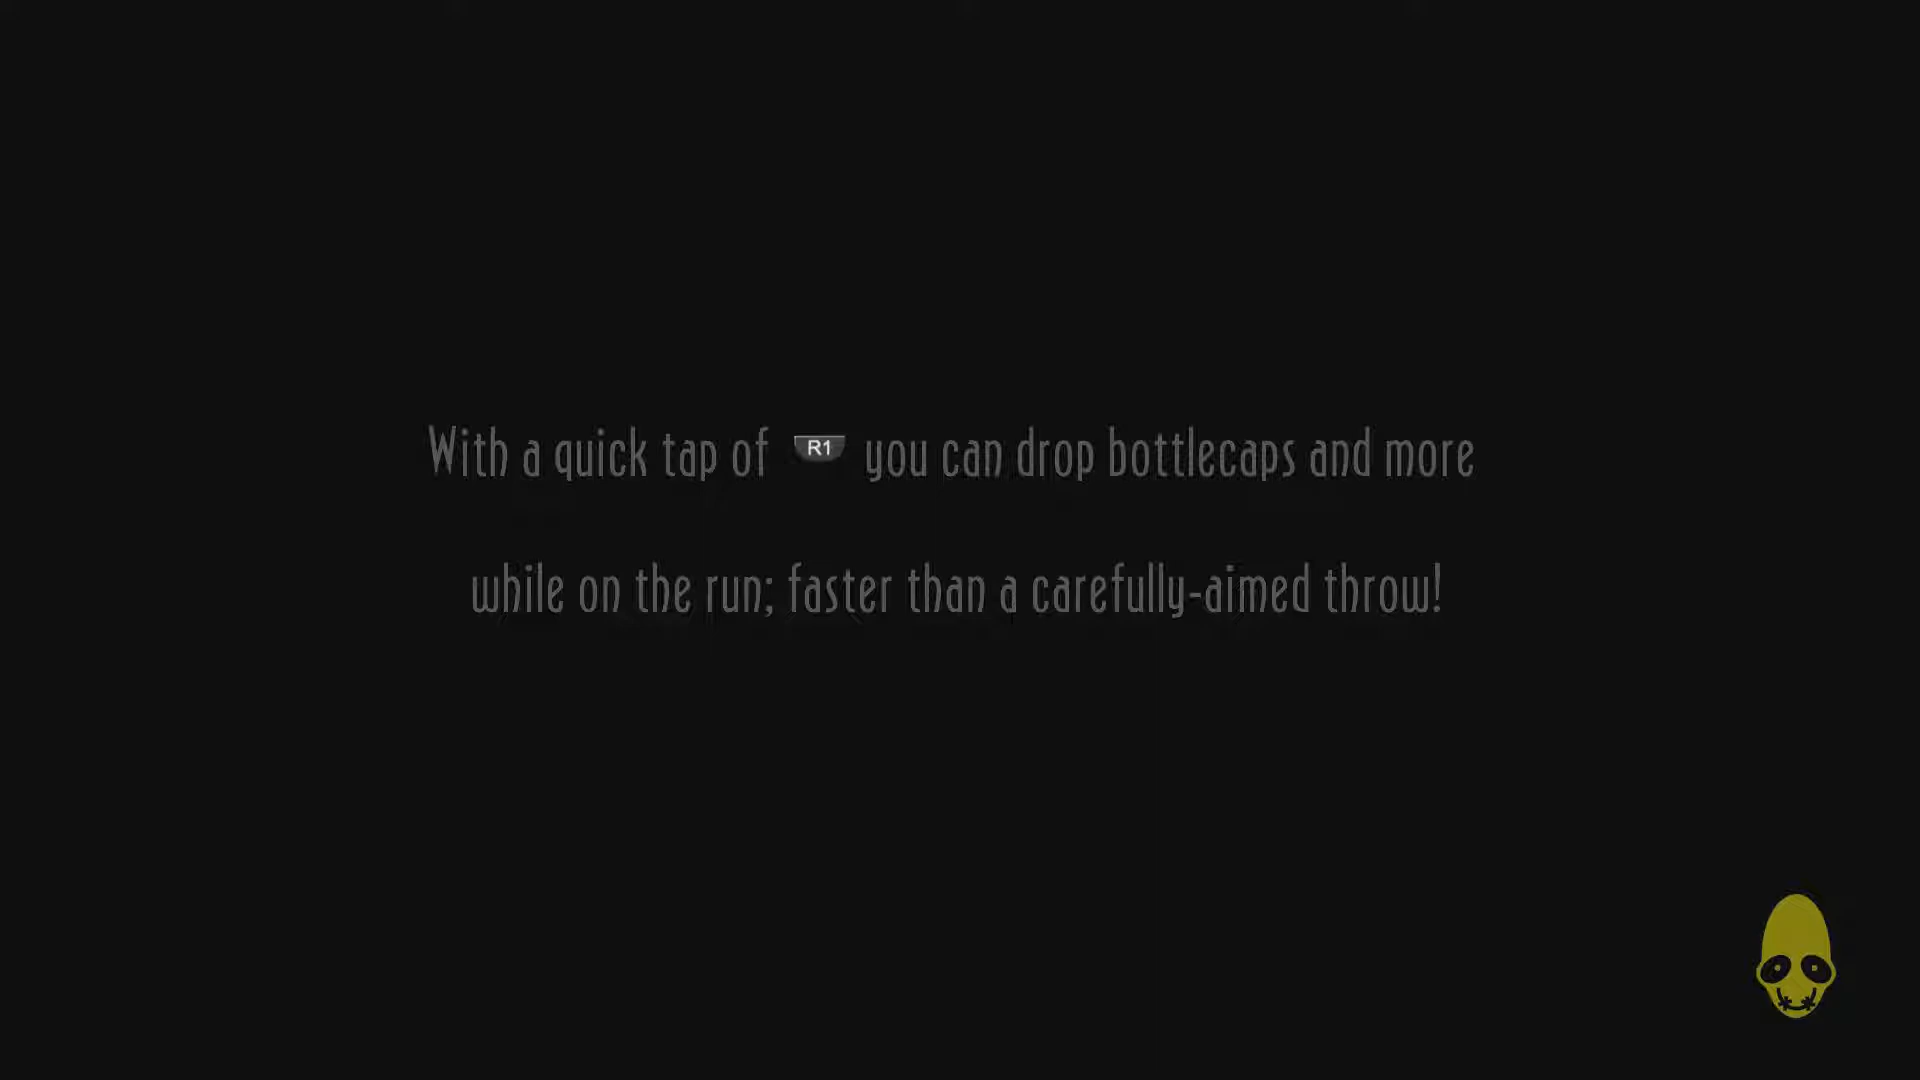 With a quick tap of R1 you can drop bottlecaps and more
while on the run; faster than a carefully-aimed throw!